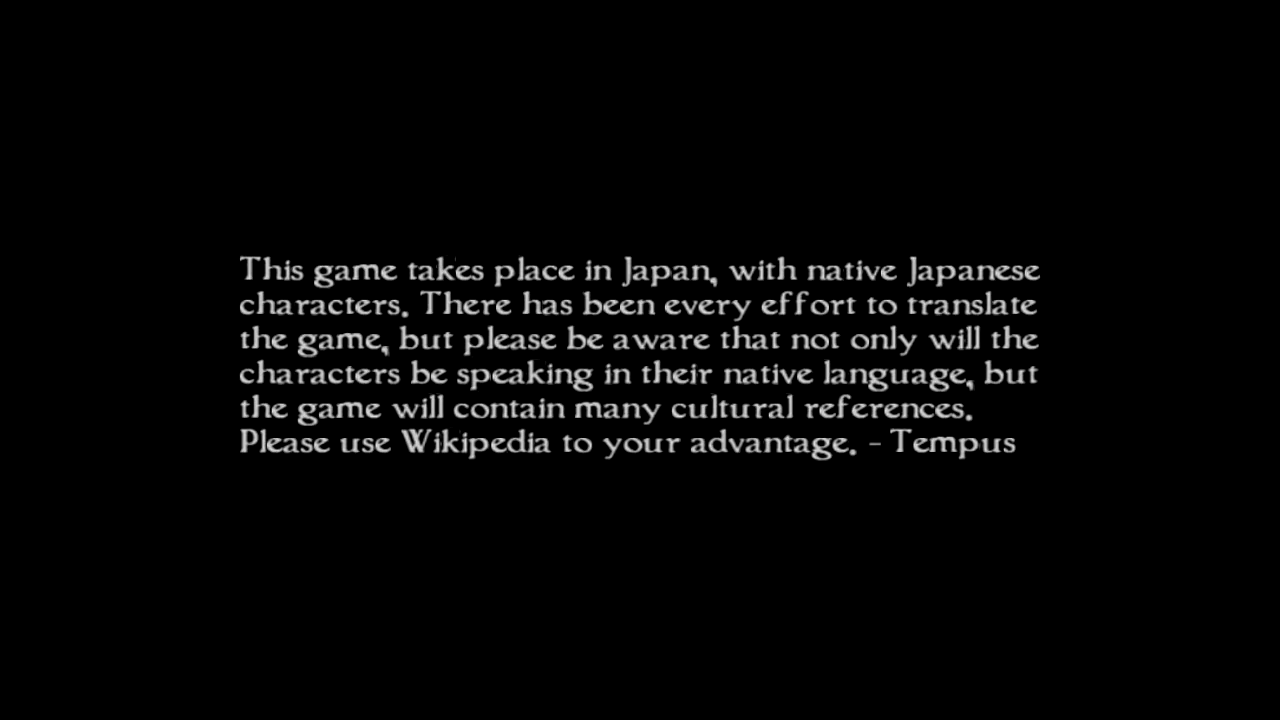 This game takes place in Japan, with native Japanese
characters. There has been every effort to translate
the game, but please be aware that not only will the
characters be speaking in their native language, but
the game will contain many cultural references.
Please use Wikipedia to your advantage. - Tempus